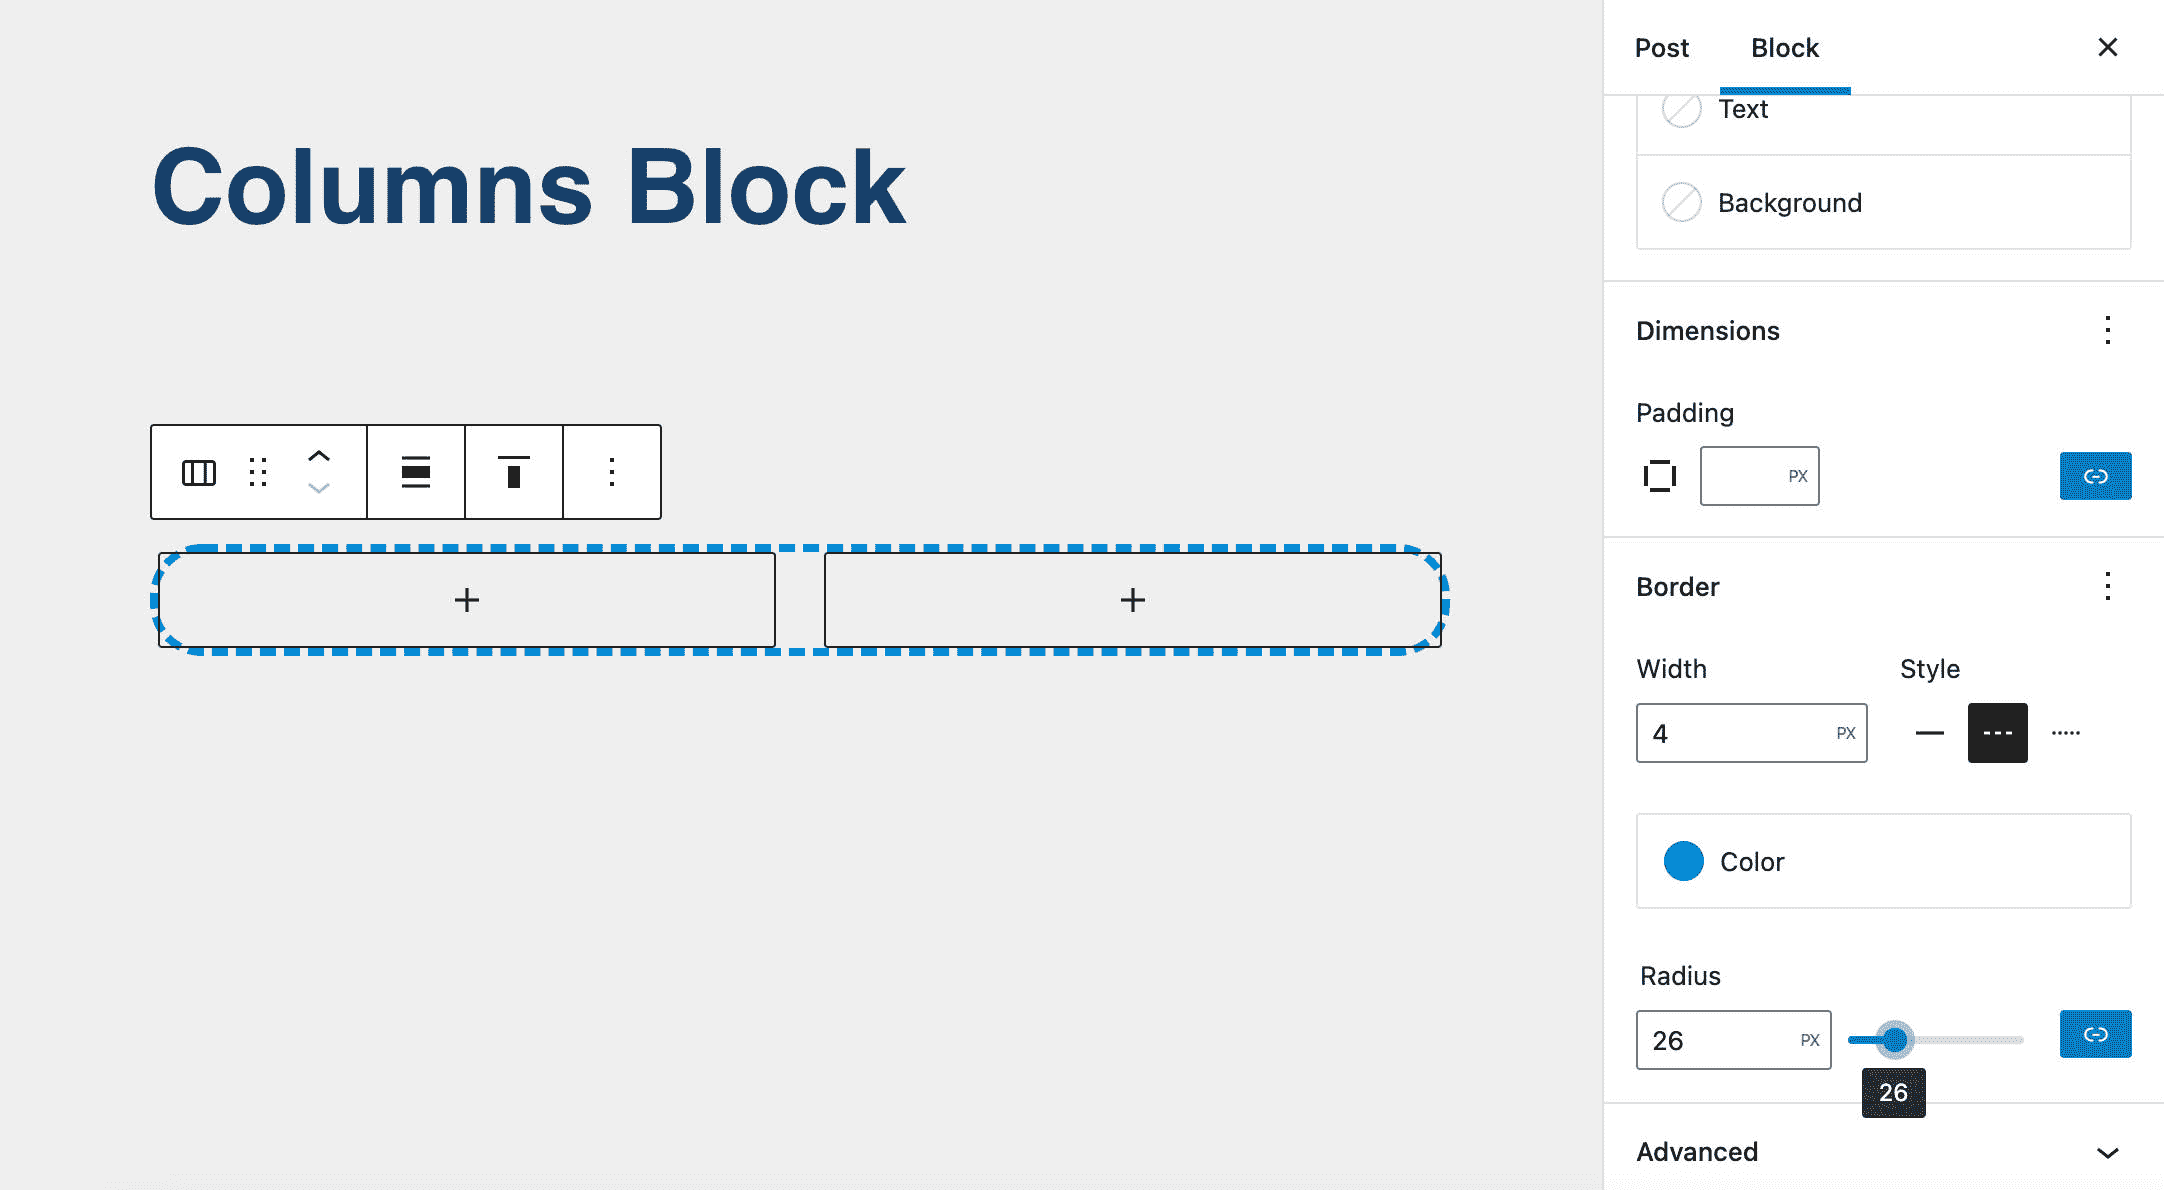 Columns Block
Post Block
Text
Background
Dimensions
Padding
PX
Border
Width Style
4 PX
Color
Radius
26 PX
26
Advanced